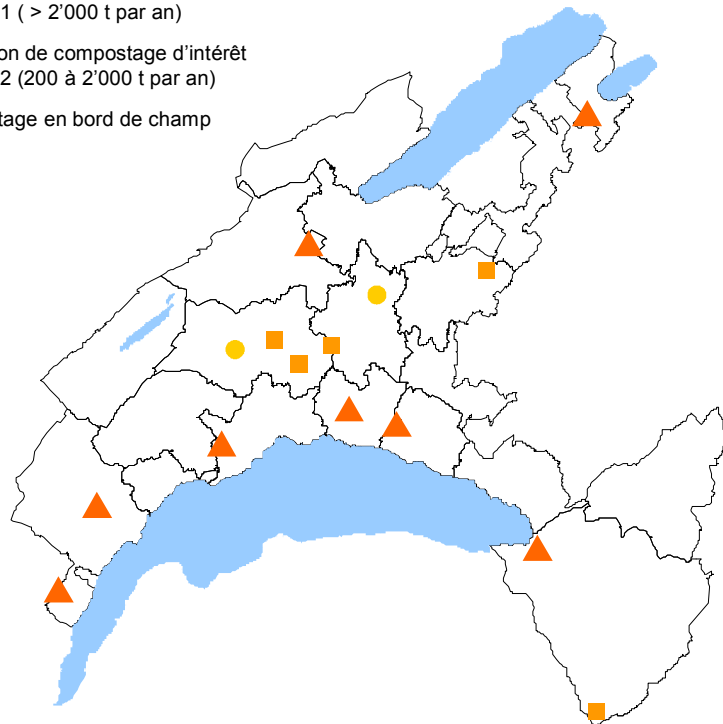 1 ( > 2'000 t par an)
on de compostage d'intérêt
2 (200 à 2'000 t par an)
tage en bord de champ